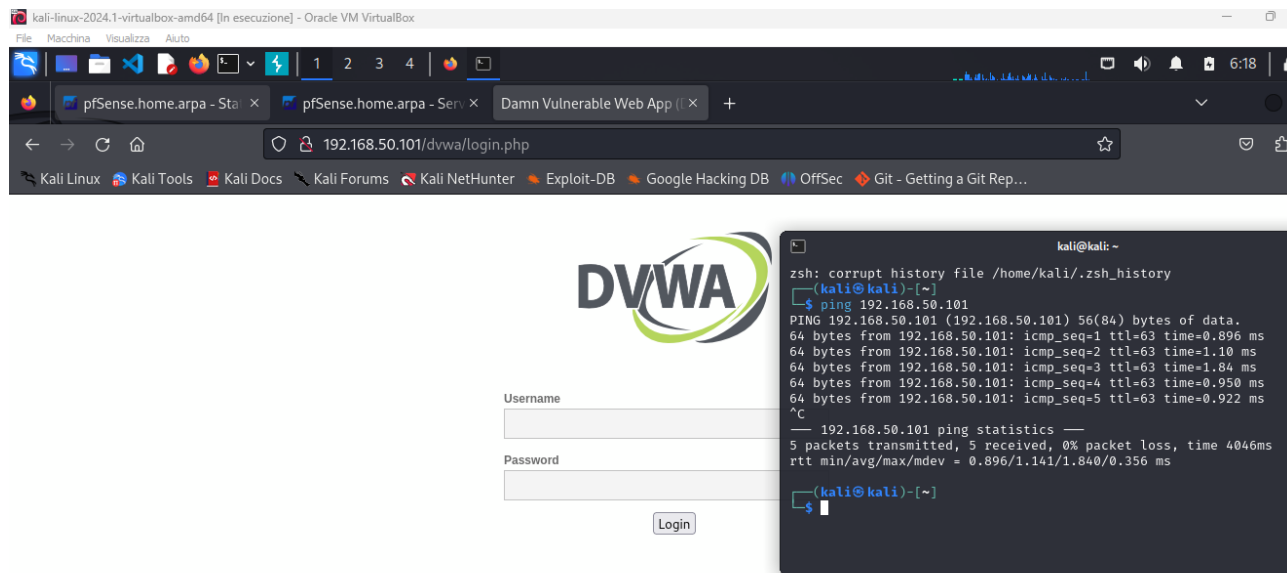 kali-linux-2024.1-virtualbox-amd64 [In esecuzione] - Oracle VM VirtualBox
File Macchina Visualizza Aiuto
1 2 3 4 6:18
pfSense.home.arpa - Sta × pfSense.home.arpa - Serv × Damn Vulnerable Web App (D × +
192.168.50.101/dvwa/login.php
Kali Linux Kali Tools Kali Docs Kali Forums Kali NetHunter Exploit-DB Google Hacking DB OffSec Git - Getting a Git Rep...
DVWA
Username
Password
Login
kali@kali: ~
zsh: corrupt history file /home/kali/.zsh_history
┌──(kali㉿kali)-[~]
└─$ ping 192.168.50.101
PING 192.168.50.101 (192.168.50.101) 56(84) bytes of data.
64 bytes from 192.168.50.101: icmp_seq=1 ttl=63 time=0.896 ms
64 bytes from 192.168.50.101: icmp_seq=2 ttl=63 time=1.10 ms
64 bytes from 192.168.50.101: icmp_seq=3 ttl=63 time=1.84 ms
64 bytes from 192.168.50.101: icmp_seq=4 ttl=63 time=0.950 ms
64 bytes from 192.168.50.101: icmp_seq=5 ttl=63 time=0.922 ms
^C
─── 192.168.50.101 ping statistics ───
5 packets transmitted, 5 received, 0% packet loss, time 4046ms
rtt min/avg/max/mdev = 0.896/1.141/1.840/0.356 ms
┌──(kali㉿kali)-[~]
└─$